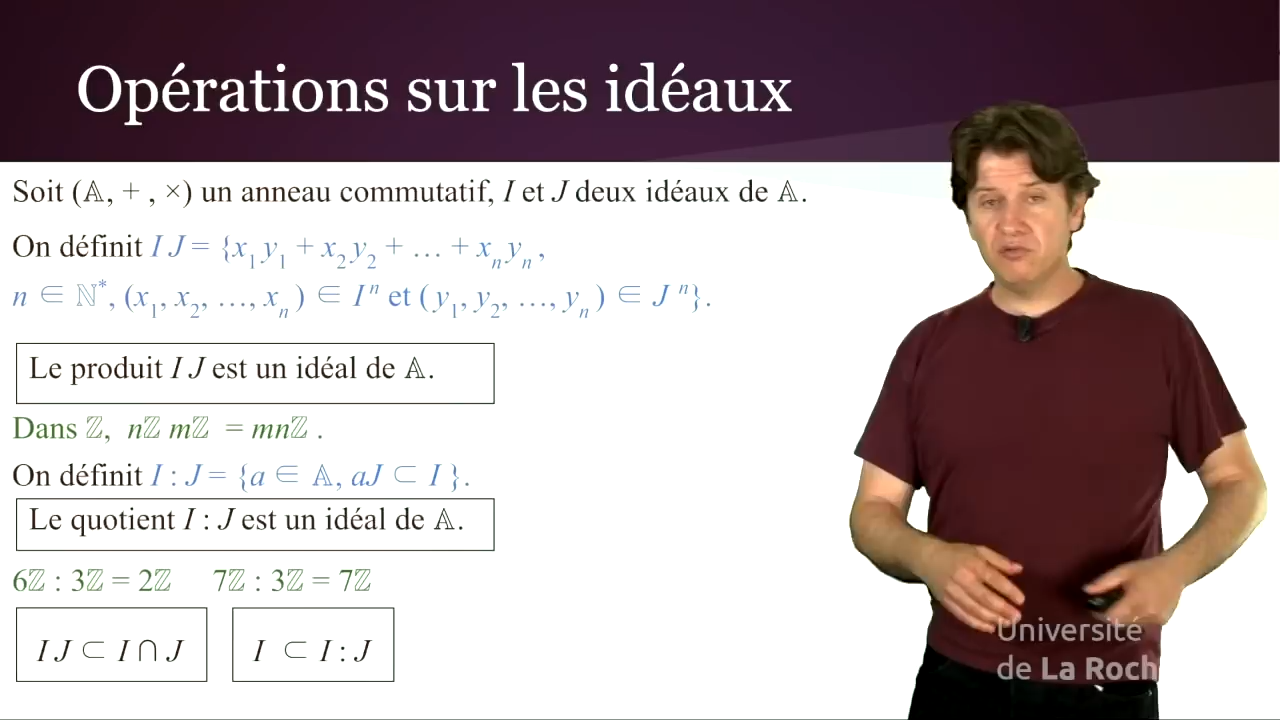 Opérations sur les idéaux
Soit (𝔸, + , ×) un anneau commutatif, I et J deux idéaux de 𝔸.
On définit I J = {x₁y₁ + x₂y₂ + … + xₙyₙ ,
n ∈ ℕ*, (x₁, x₂, …, xₙ) ∈ Iⁿ et (y₁, y₂, …, yₙ) ∈ Jⁿ}.
Le produit I J est un idéal de 𝔸.
Dans ℤ, nℤ mℤ = mnℤ .
On définit I : J = {a ∈ 𝔸, aJ ⊂ I }.
Le quotient I : J est un idéal de 𝔸.
6ℤ : 3ℤ = 2ℤ 7ℤ : 3ℤ = 7ℤ
I J ⊂ I ∩ J I ⊂ I : J
Université
de La Roch